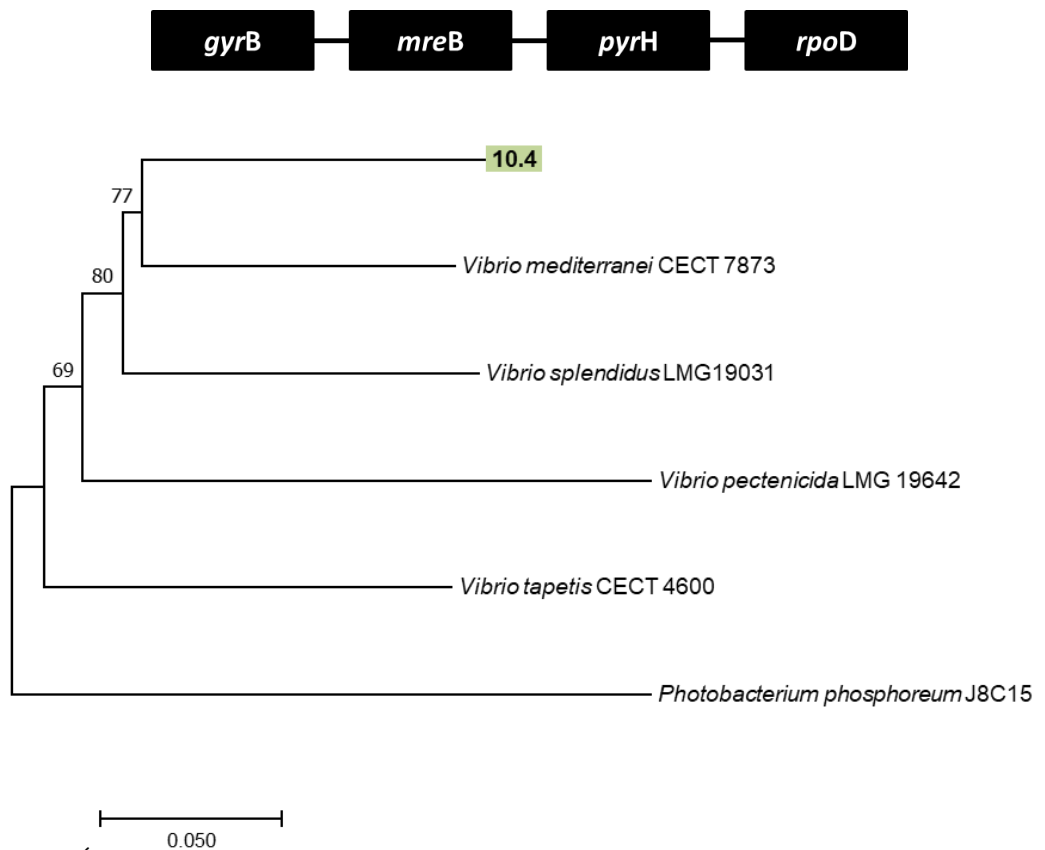 gyrB mreB pyrH rpoD
10.4
77
Vibrio mediterranei CECT 7873
80
Vibrio splendidus LMG19031
69
Vibrio pectenicida LMG 19642
Vibrio tapetis CECT 4600
Photobacterium phosphoreum J8C15
0.050